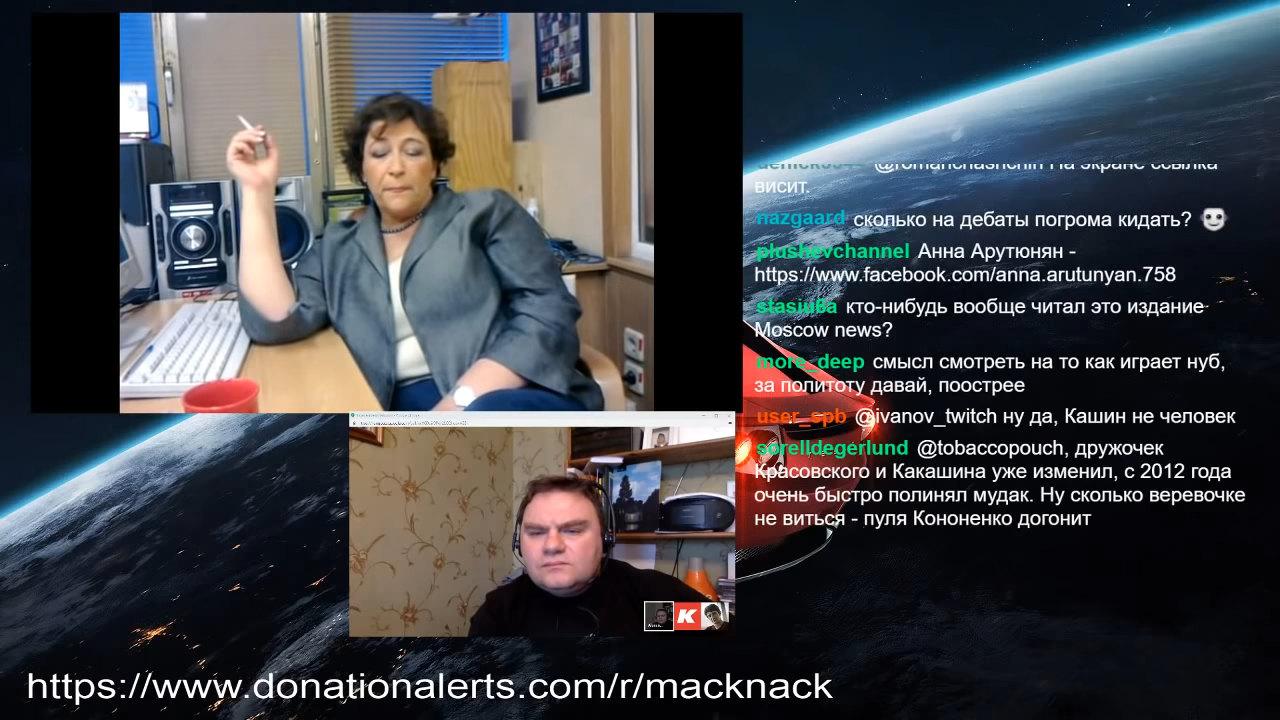 висит.
nazgaard сколько на дебаты погрома кидать?
plushevchannel Анна Арутюнян -
https://www.facebook.com/anna.arutunyan.758
stasiu6a кто-нибудь вообще читал это издание
Moscow news?
more_deep смысл смотреть на то как играет нуб,
за политоту давай, поострее
user_spb @ivanov_twitch ну да, Кашин не человек
sorelldegerlund @tobaccopouch, дружочек
Красовского и Какашина уже изменил, с 2012 года
очень быстро полинял мудак. Ну сколько веревочке
не виться - пуля Кононенко догонит
K
https://www.donationalerts.com/r/macknack